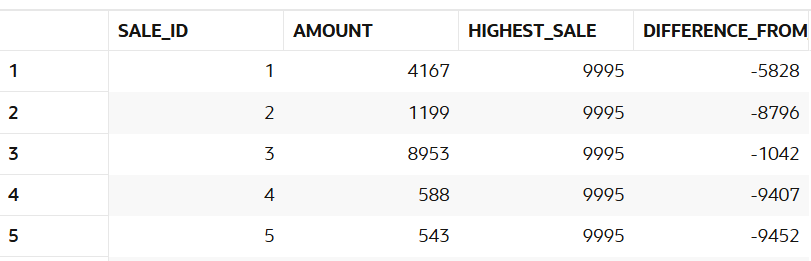 SALE_ID AMOUNT HIGHEST_SALE DIFFERENCE_FROM
1 1 4167 9995 -5828
2 2 1199 9995 -8796
3 3 8953 9995 -1042
4 4 588 9995 -9407
5 5 543 9995 -9452